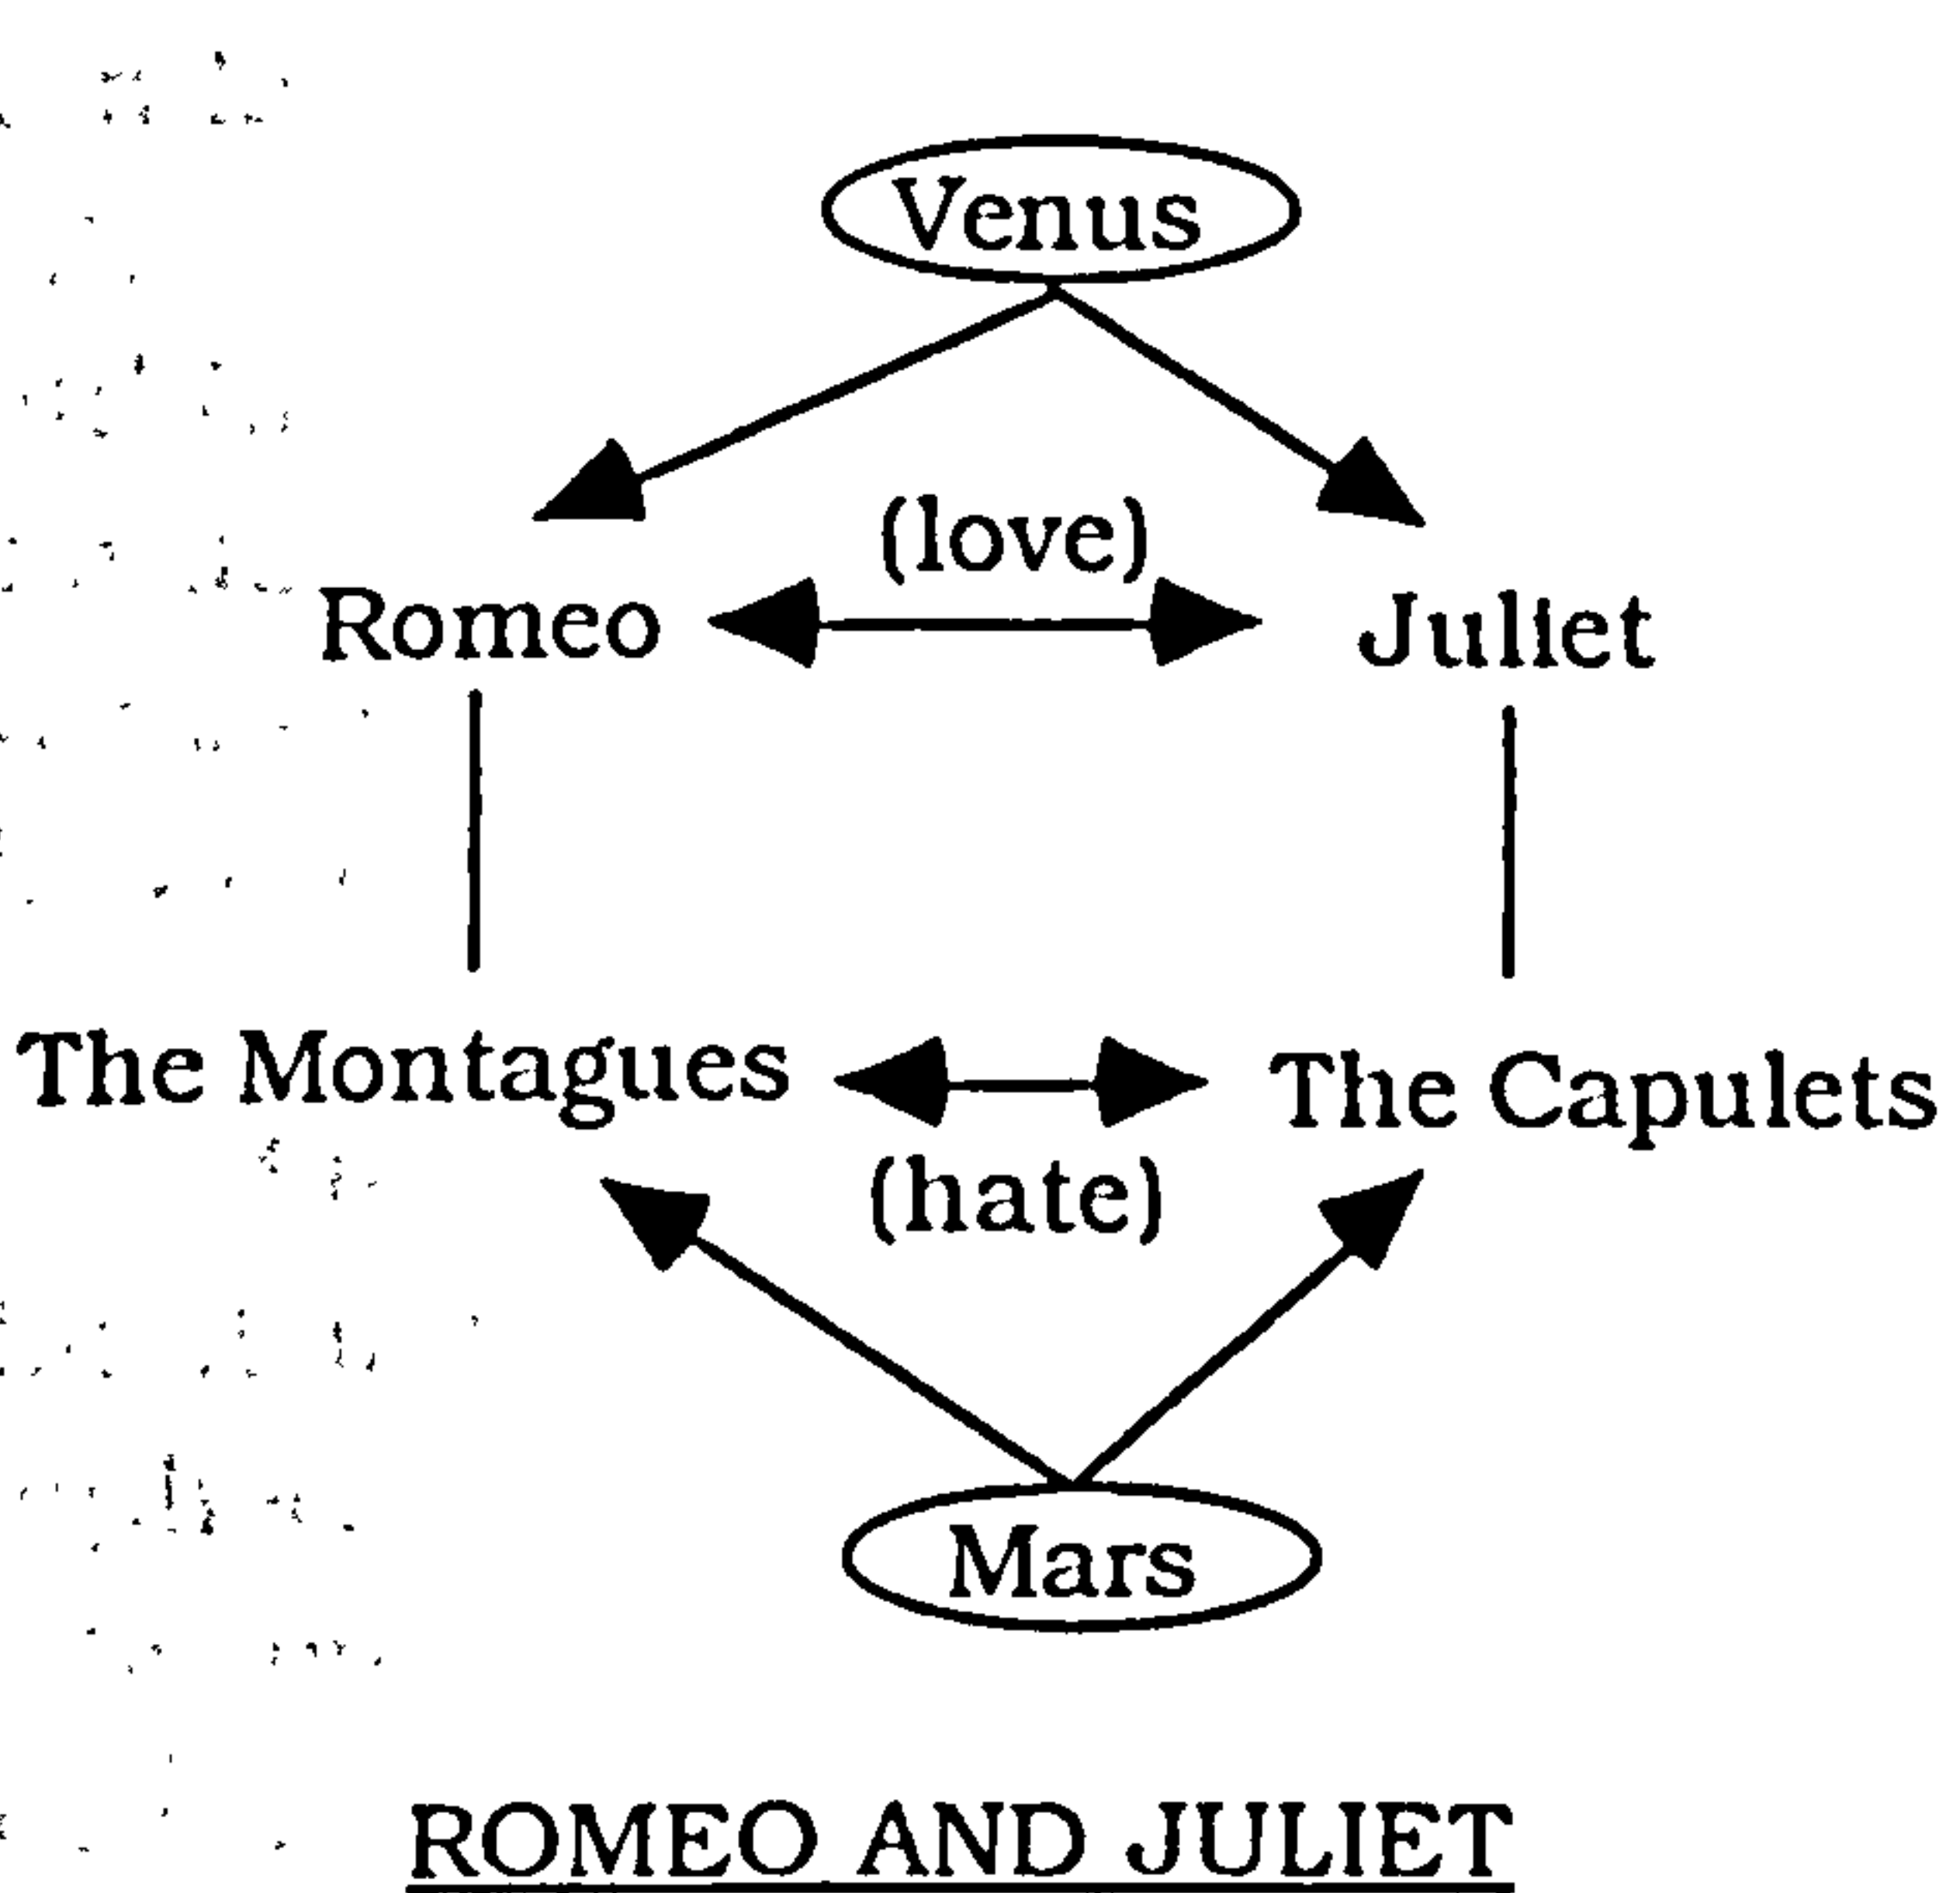 Venus
(love)
Romeo Juliet
The Montagues The Capulets
(hate)
Mars
ROMEO AND JULIET